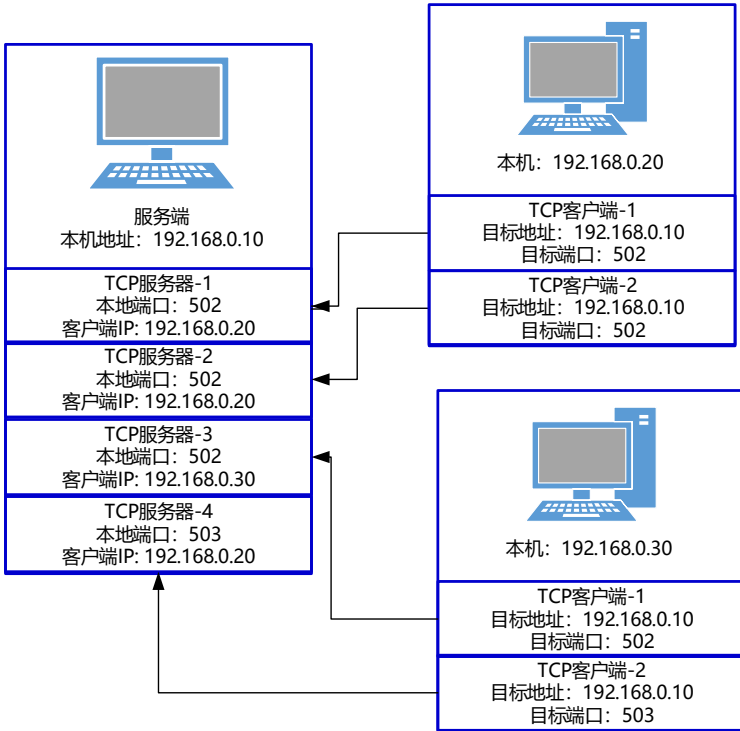 服务端
本机地址：192.168.0.10
TCP服务器-1
本地端口：502
客户端IP: 192.168.0.20
TCP服务器-2
本地端口：502
客户端IP: 192.168.0.20
TCP服务器-3
本地端口：502
客户端IP: 192.168.0.30
TCP服务器-4
本地端口：503
客户端IP: 192.168.0.20
本机：192.168.0.20
TCP客户端-1
目标地址：192.168.0.10
目标端口：502
TCP客户端-2
目标地址：192.168.0.10
目标端口：502
本机：192.168.0.30
TCP客户端-1
目标地址：192.168.0.10
目标端口：502
TCP客户端-2
目标地址：192.168.0.10
目标端口：503